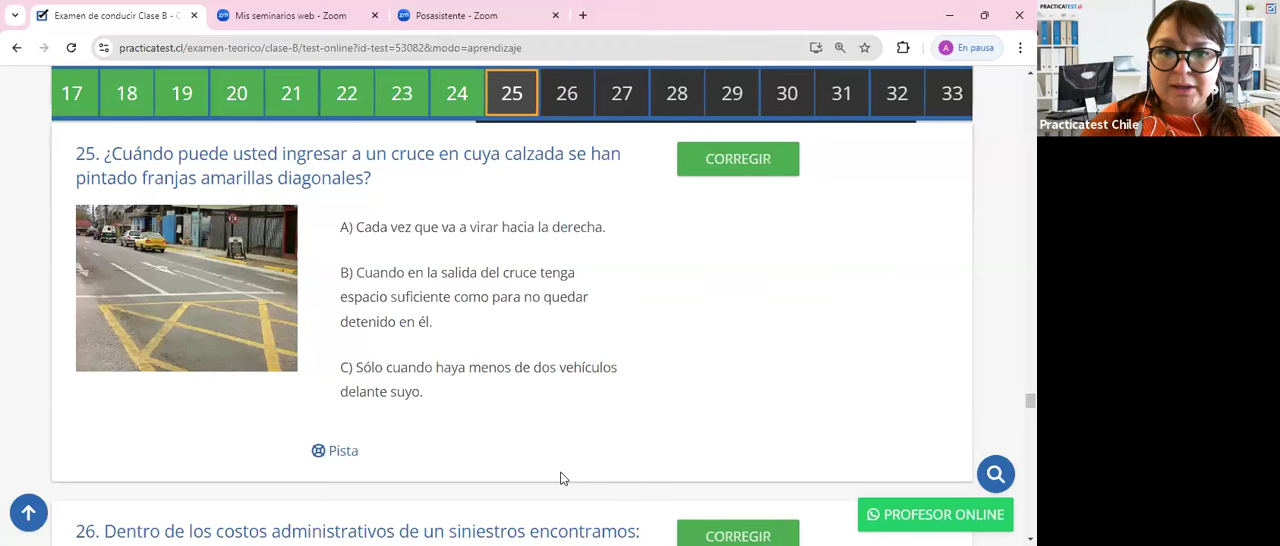 Examen de conducir Clase B - C
Mis seminarios web - Zoom
Posasistente - Zoom
practicatest.cl/examen-teorico/clase-B/test-online?id-test=53082&modo=aprendizaje
A
En pausa
PRACTICATEST.cl
Practicatest Chile
17 18 19 20 21 22 23 24 25 26 27 28 29 30 31 32 33
25. ¿Cuándo puede usted ingresar a un cruce en cuya calzada se han
pintado franjas amarillas diagonales?
CORREGIR
A) Cada vez que va a virar hacia la derecha.
B) Cuando en la salida del cruce tenga
espacio suficiente como para no quedar
detenido en él.
C) Sólo cuando haya menos de dos vehículos
delante suyo.
Pista
PROFESOR ONLINE
26. Dentro de los costos administrativos de un siniestros encontramos:
CORREGIR